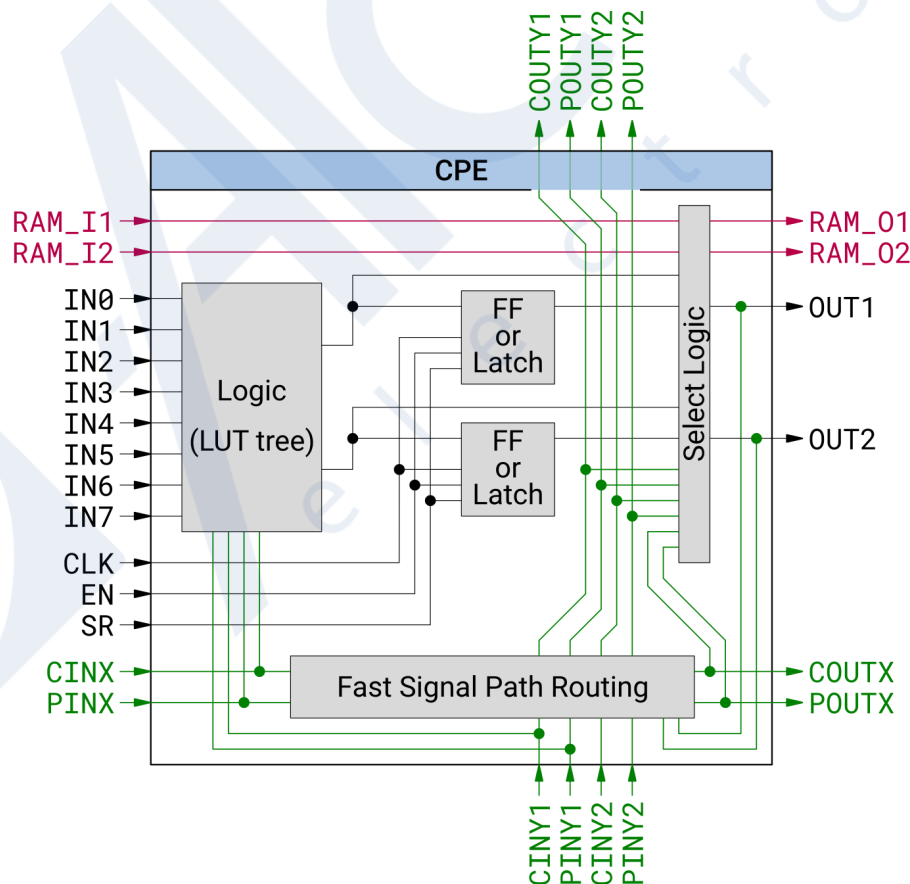 COUTY1
POUTY1
COUTY2
POUTY2
CPE
RAM_I1
RAM_O1
RAM_I2
RAM_O2
IN0
IN1
IN2
IN3
IN4
IN5
IN6
IN7
Logic
(LUT tree)
FF
or
Latch
FF
or
Latch
Select Logic
OUT1
OUT2
CLK
EN
SR
CINX
PINX
Fast Signal Path Routing
COUTX
POUTX
CINY1
PINY1
CINY2
PINY2